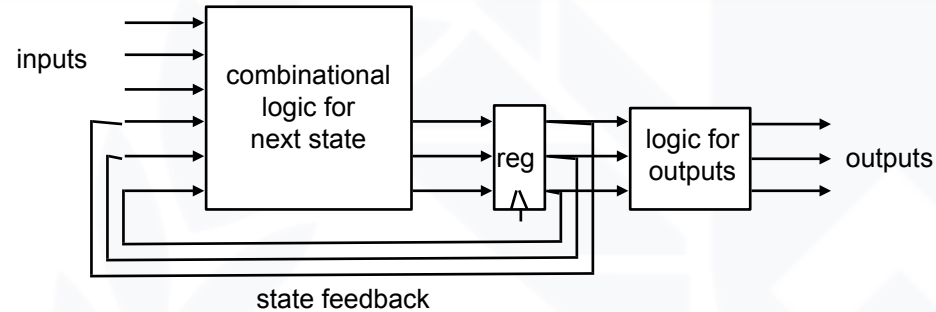 inputs
combinational
logic for
next state
reg
logic for
outputs
outputs
state feedback